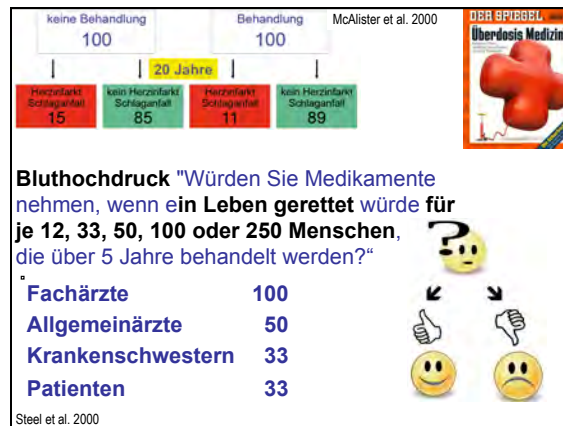 keine Behandlung
100
Behandlung
100
McAlister et al. 2000
DER SPIEGEL
Überdosis Medizin
20 Jahre
Herzinfarkt
Schlaganfall
15
kein Herzinfarkt
Schlaganfall
85
Herzinfarkt
Schlaganfall
11
kein Herzinfarkt
Schlaganfall
89
Bluthochdruck "Würden Sie Medikamente
nehmen, wenn ein Leben gerettet würde für
je 12, 33, 50, 100 oder 250 Menschen,
die über 5 Jahre behandelt werden?“
Fachärzte 100
Allgemeinärzte 50
Krankenschwestern 33
Patienten 33
Steel et al. 2000